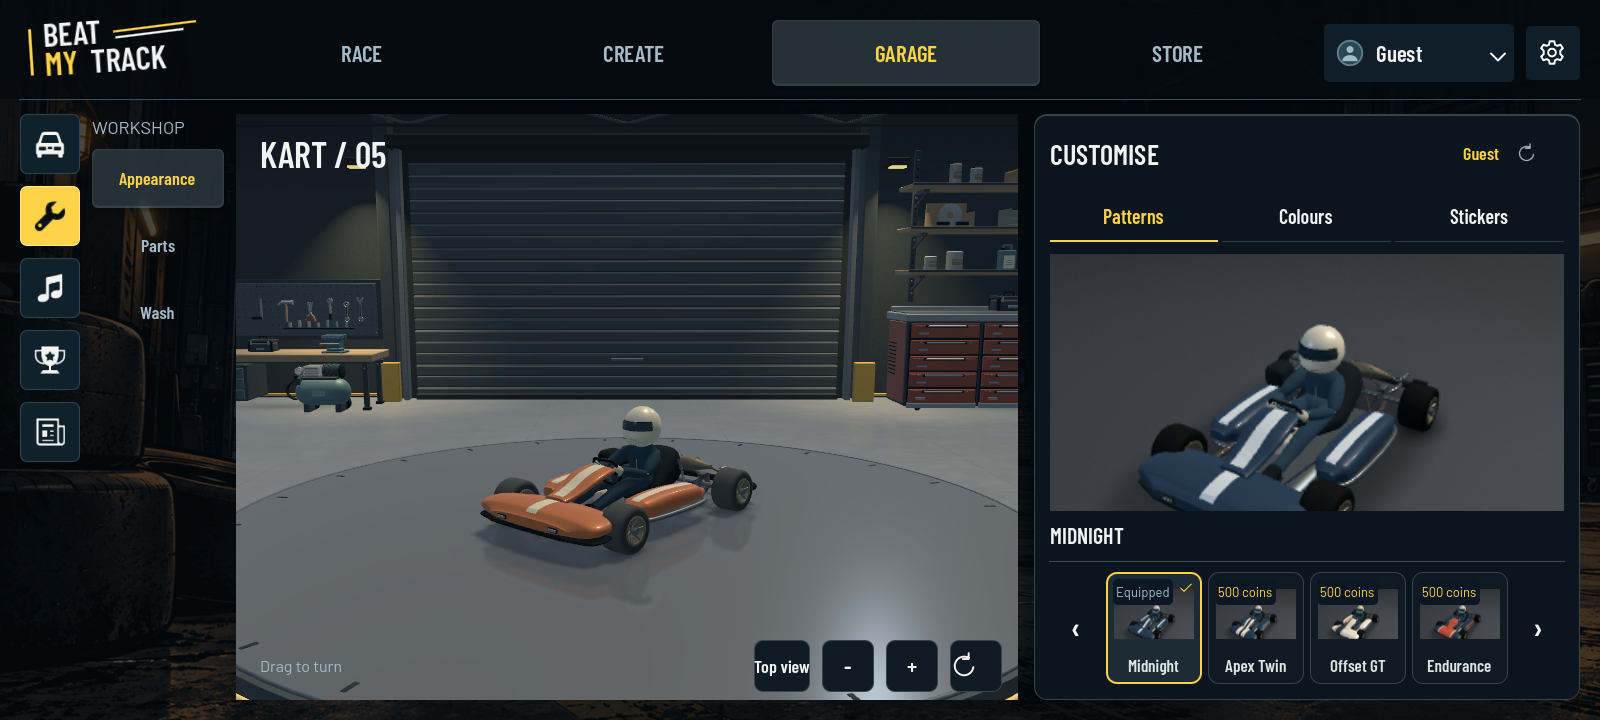 BEAT
MY TRACK
RACE
CREATE
GARAGE
STORE
Guest
WORKSHOP
Appearance
Parts
Wash
KART / 05
Drag to turn
Top view
-
+
CUSTOMISE
Guest
Patterns
Colours
Stickers
MIDNIGHT
‹
Equipped
Midnight
500 coins
Apex Twin
500 coins
Offset GT
500 coins
Endurance
›